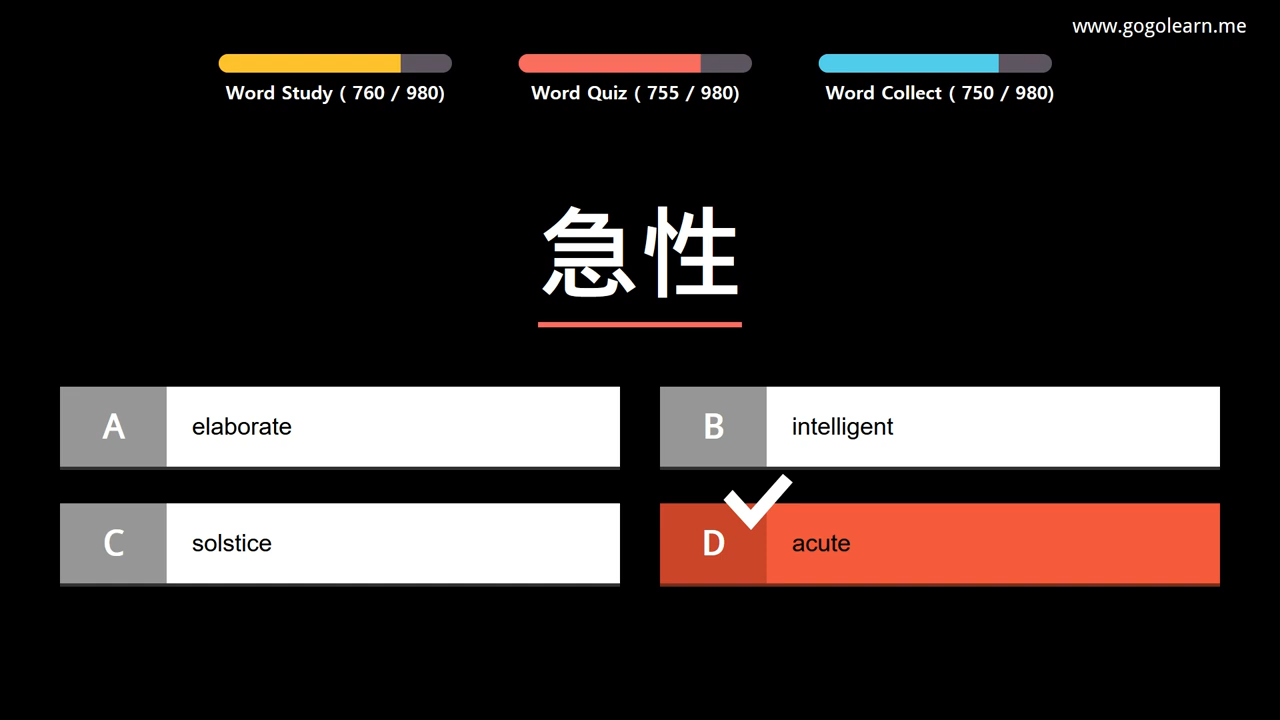 www.gogolearn.me
Word Study ( 760 / 980)
Word Quiz ( 755 / 980)
Word Collect ( 750 / 980)
急性
A elaborate
B intelligent
C solstice
D acute